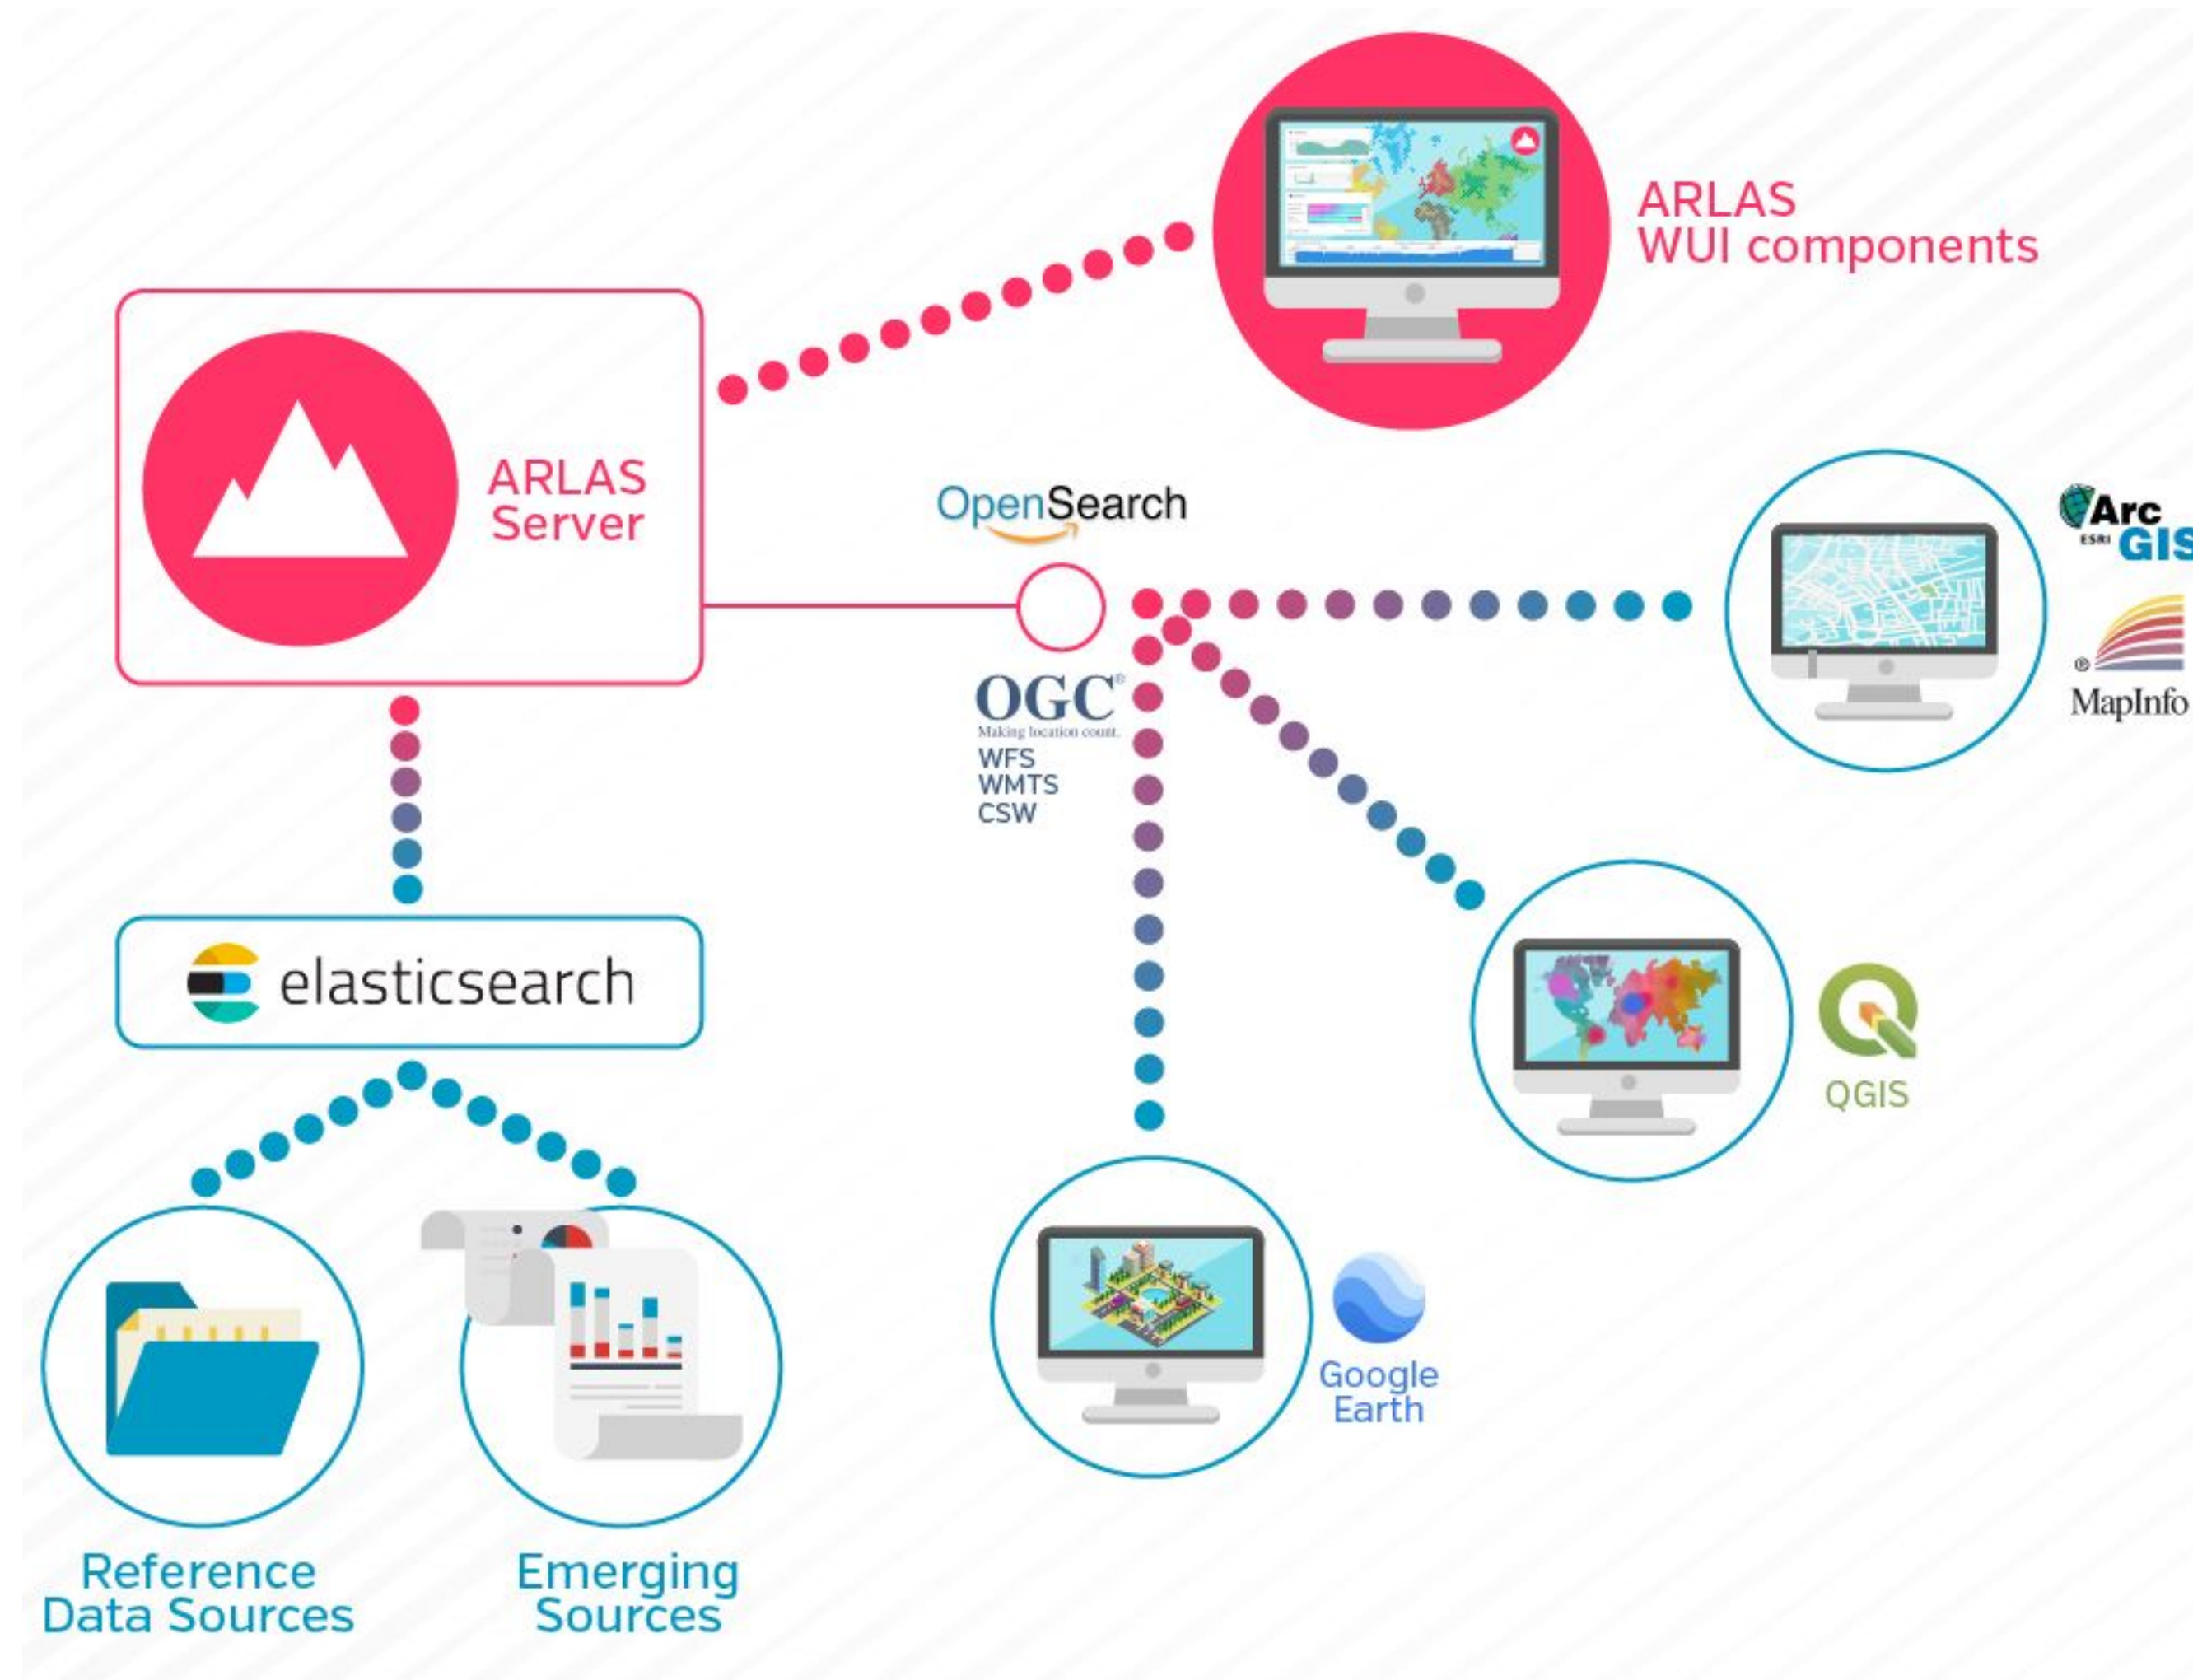 ARLAS
WUI components
ARLAS
Server
OpenSearch
Arc
ESRI GIS
®
MapInfo
OGC®
Making location count.
WFS
WMTS
CSW
elasticsearch
QGIS
Google
Earth
Reference
Data Sources
Emerging
Sources